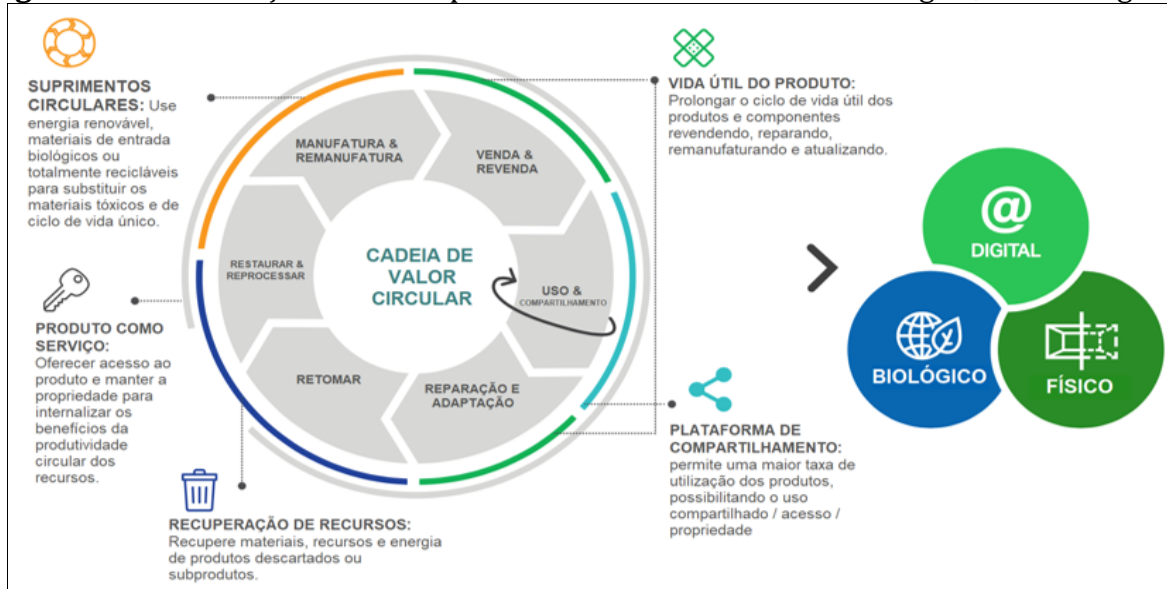 SUPRIMENTOS
CIRCULARES: Use
energia renovável,
materiais de entrada
biológicos ou
totalmente recicláveis
para substituir os
materiais tóxicos e de
ciclo de vida único.
PRODUTO COMO
SERVIÇO:
Oferecer acesso ao
produto e manter a
propriedade para
internalizar os
benefícios da
produtividade
circular dos
recursos.
RECUPERAÇÃO DE RECURSOS:
Recupere materiais, recursos e energia
de produtos descartados ou
subprodutos.
MANUFATURA &
REMANUFATURA
VENDA &
REVENDA
RESTAURAR &
REPROCESSAR
CADEIA DE
VALOR
CIRCULAR
USO &
COMPARTILHAMENTO
RETOMAR
REPARAÇÃO E
ADAPTAÇÃO
VIDA ÚTIL DO PRODUTO:
Prolongar o ciclo de vida útil dos
produtos e componentes
revendendo, reparando,
remanufaturando e atualizando.
PLATAFORMA DE
COMPARTILHAMENTO:
permite uma maior taxa de
utilização dos produtos,
possibilitando o uso
compartilhado / acesso /
propriedade
@
DIGITAL
BIOLÓGICO
FÍSICO